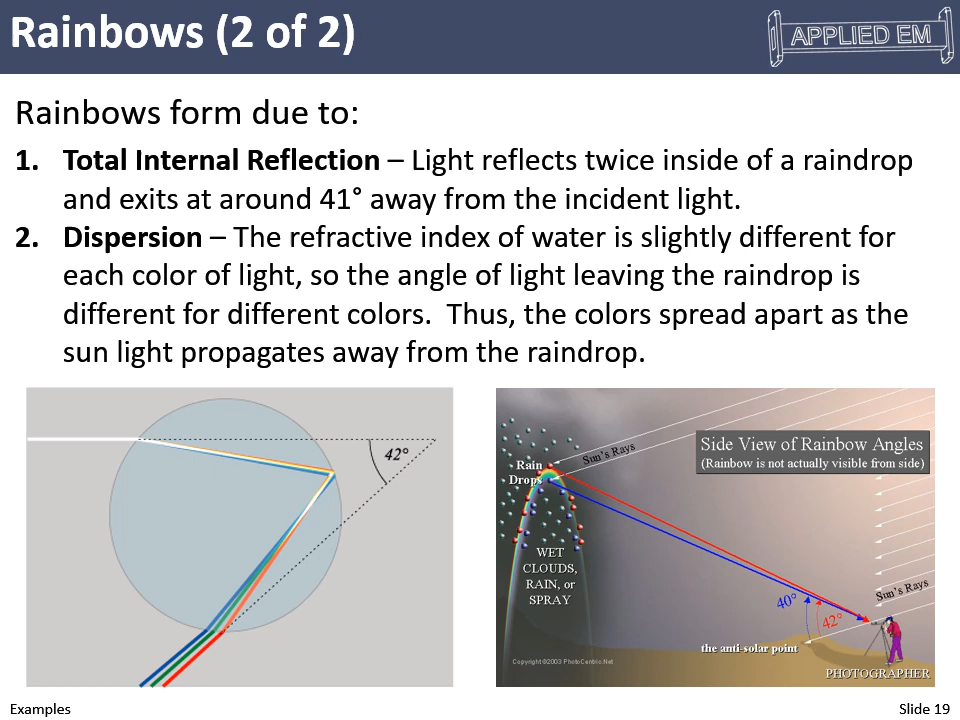 Rainbows (2 of 2)
APPLIED EM
Rainbows form due to:
1. Total Internal Reflection – Light reflects twice inside of a raindrop
and exits at around 41° away from the incident light.
2. Dispersion – The refractive index of water is slightly different for
each color of light, so the angle of light leaving the raindrop is
different for different colors.  Thus, the colors spread apart as the
sun light propagates away from the raindrop.
42°
Side View of Rainbow Angles
(Rainbow is not actually visible from side)
Sun's Rays
Rain
Drops
WET
CLOUDS,
RAIN, or
SPRAY
Sun's Rays
40°
42°
the anti-solar point
Copyright©2003 PhotoCentric.Net
PHOTOGRAPHER
Examples
Slide 19